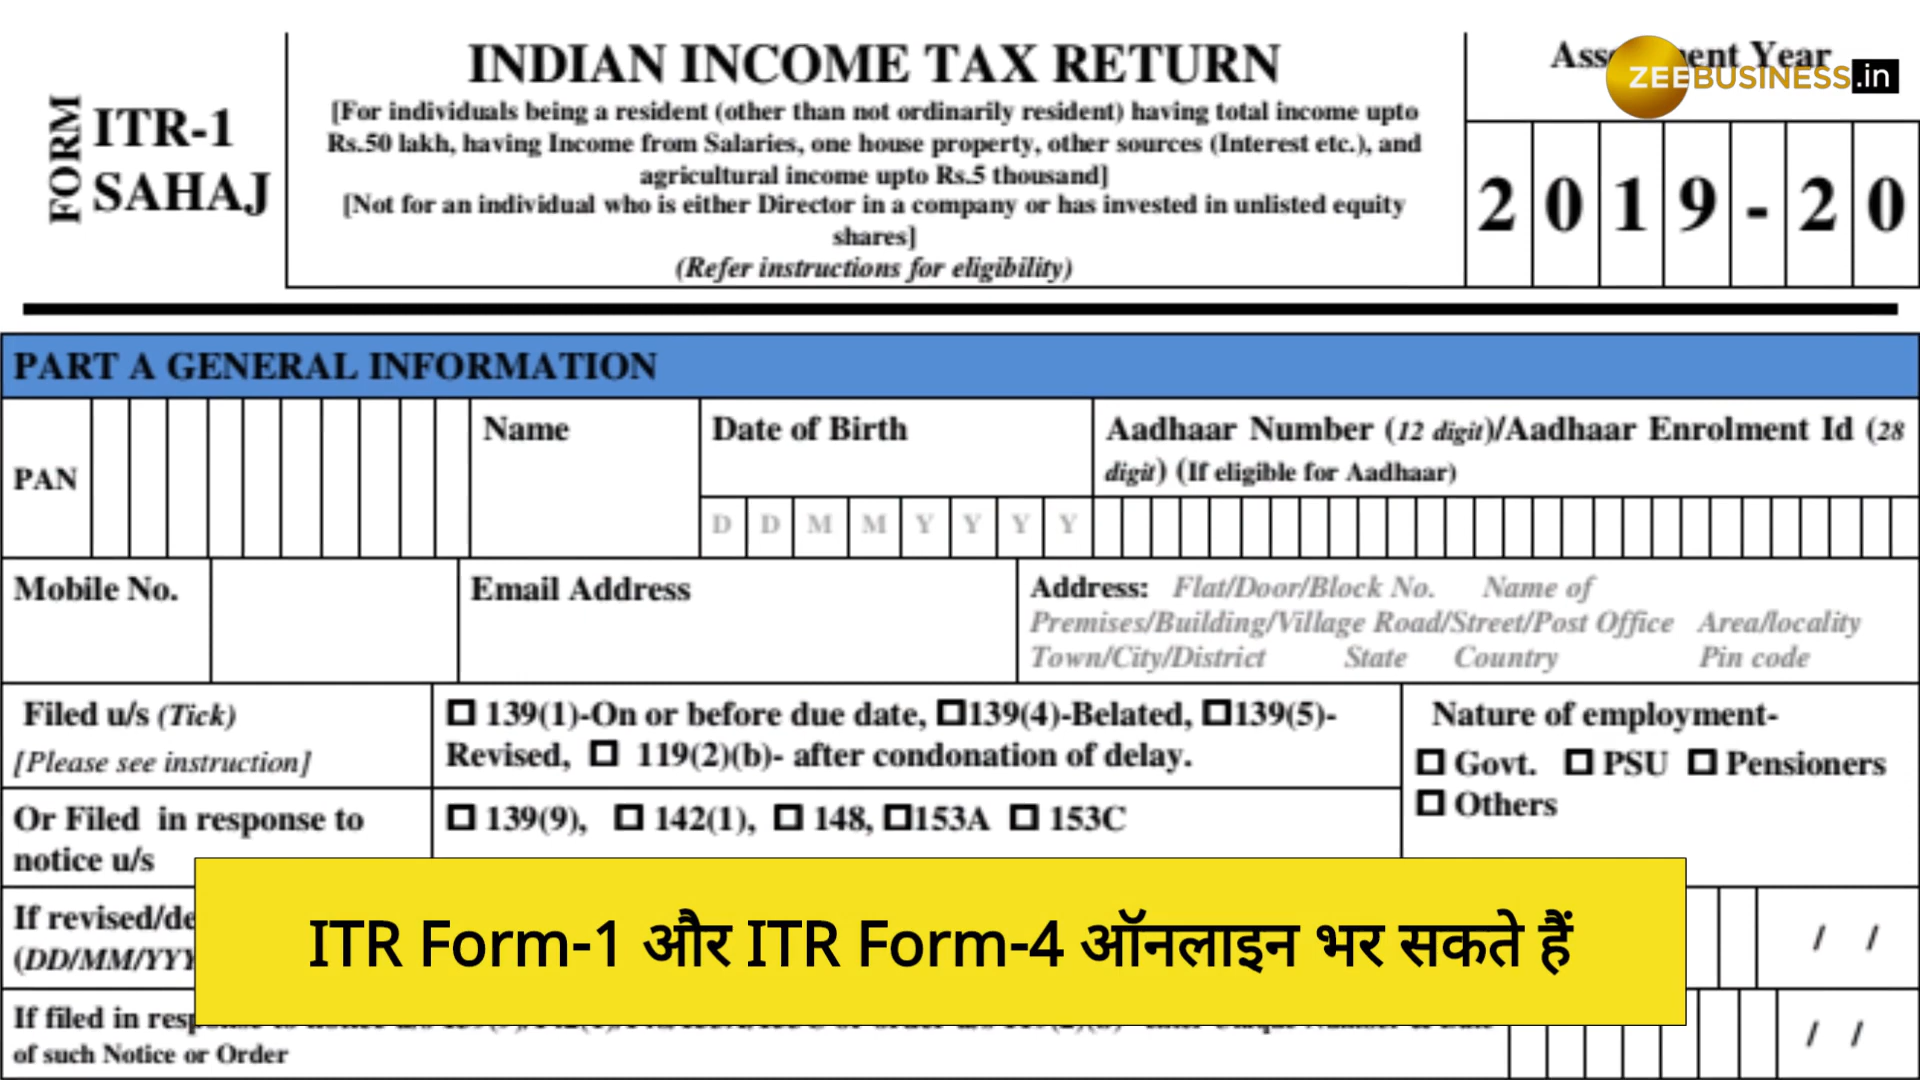 FORM
ITR-1
SAHAJ
INDIAN INCOME TAX RETURN
[For individuals being a resident (other than not ordinarily resident) having total income upto
Rs.50 lakh, having Income from Salaries, one house property, other sources (Interest etc.), and
agricultural income upto Rs.5 thousand]
[Not for an individual who is either Director in a company or has invested in unlisted equity
shares]
(Refer instructions for eligibility)
Year
ZEEBUSINESS.in
2019-20
PART A GENERAL INFORMATION
PAN
Name
Date of Birth
D D M M Y Y Y Y
Aadhaar Number (12 digit)/Aadhaar Enrolment Id (28
digit) (If eligible for Aadhaar)
Mobile No.
Email Address
Address: Flat/Door/Block No. Name of
Premises/Building/Village Road/Street/Post Office Area/locality
Town/City/District State Country Pin code
Filed u/s (Tick)
[Please see instruction]
139(1)-On or before due date, 139(4)-Belated, 139(5)-
Revised, 119(2)(b)- after condonation of delay.
Nature of employment-
Govt. PSU Pensioners
Others
Or Filed in response to
notice u/s
139(9), 142(1), 148, 153A 153C
If
/ /
ITR Form-1 और ITR Form-4 ऑनलाइन भर सकते हैं
If filed in
/ /
of such Notice or Order